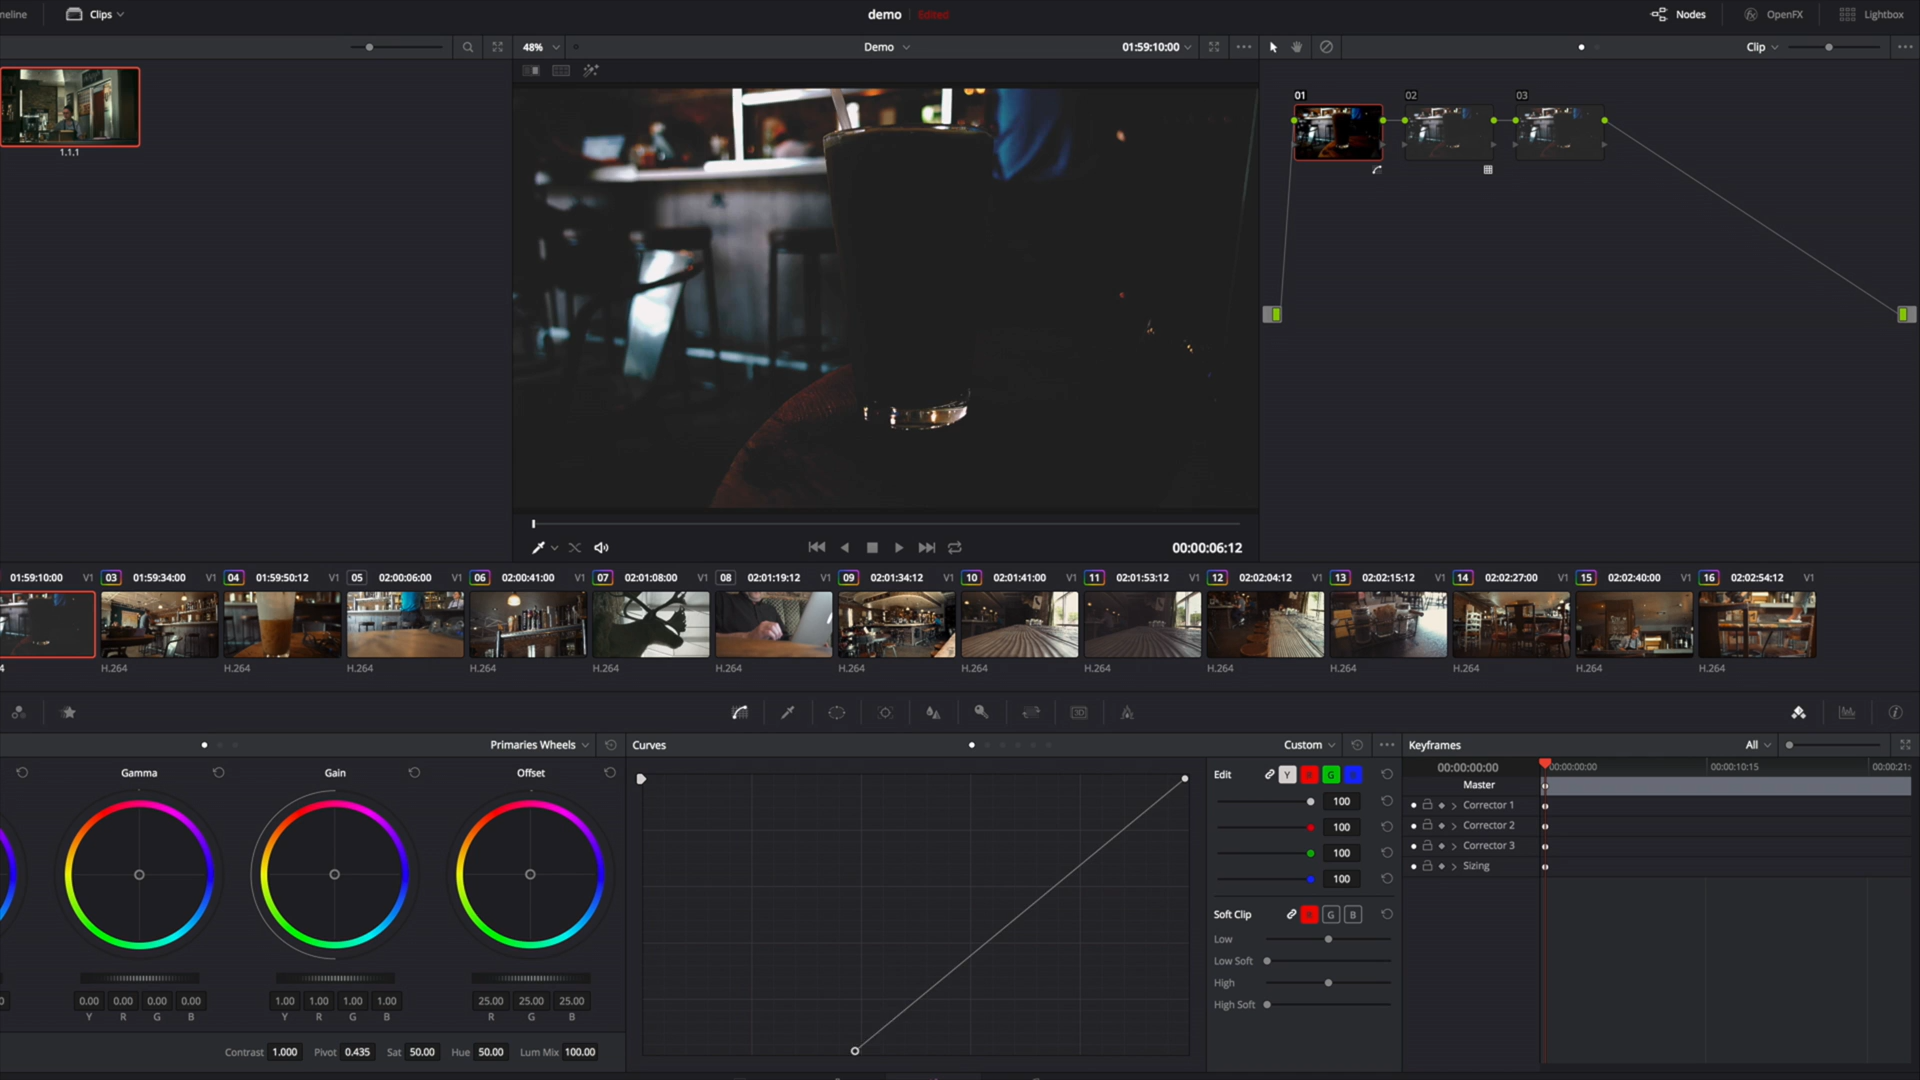 meline
Clips
demo
Edited
Nodes
OpenFX
Lightbox
48%
Demo
01:59:10:00
Clip
1.1.1
01
02
03
00:00:06:12
01:59:10:00 V1
03 01:59:34:00 V1
04 01:59:50:12 V1
05 02:00:06:00 V1
06 02:00:41:00 V1
07 02:01:08:00 V1
08 02:01:19:12 V1
09 02:01:34:12 V1
10 02:01:41:00 V1
11 02:01:53:12 V1
12 02:02:04:12 V1
13 02:02:15:12 V1
14 02:02:27:00 V1
15 02:02:40:00 V1
16 02:02:54:12 V1
4
H.264
H.264
H.264
H.264
H.264
H.264
H.264
H.264
H.264
H.264
H.264
H.264
H.264
H.264
3D
Primaries Wheels
Gamma
Gain
Offset
0
0.00 0.00 0.00 0.00
Y R G B
1.00 1.00 1.00 1.00
Y R G B
25.00 25.00 25.00
R G B
Contrast 1.000 Pivot 0.435 Sat 50.00 Hue 50.00 Lum Mix 100.00
Curves
Custom
Edit
Y
G
100
100
100
100
Soft Clip
G B
Low
Low Soft
High
High Soft
Keyframes
All
00:00:00:00
00:00:00:00
00:00:10:15
00:00:21:
Master
Corrector 1
Corrector 2
Corrector 3
Sizing